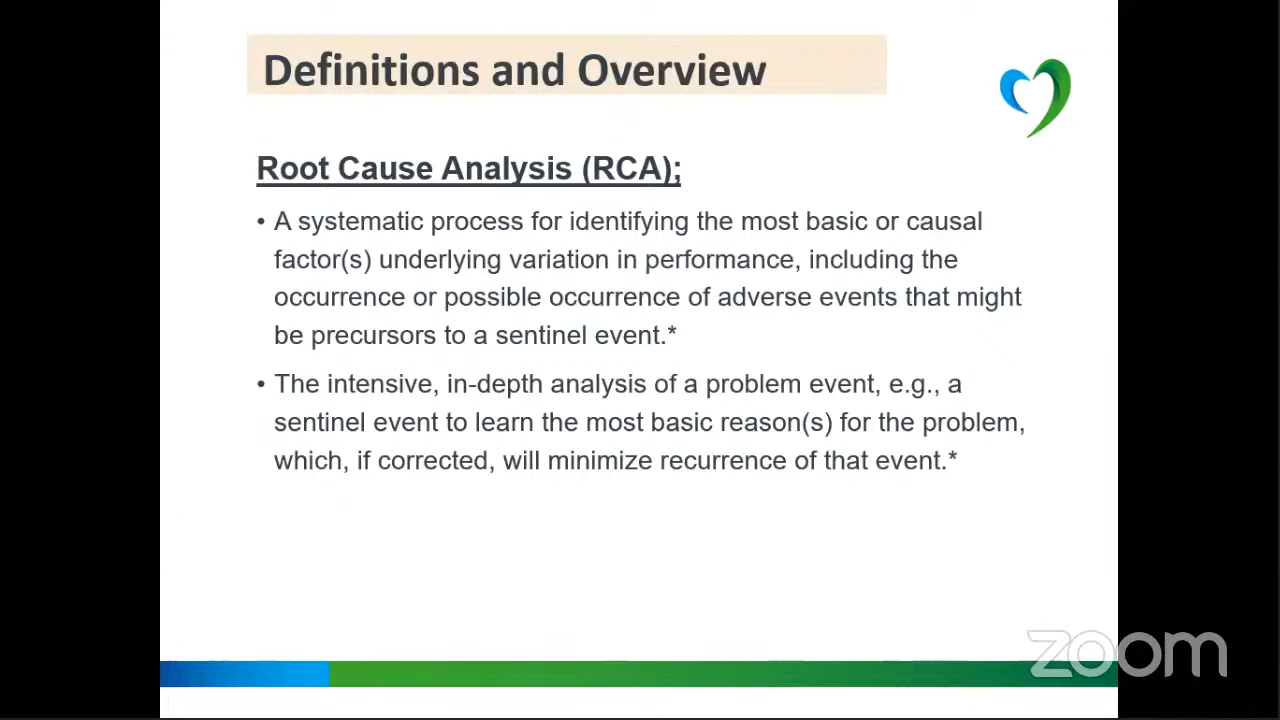 Definitions and Overview
Root Cause Analysis (RCA);
• A systematic process for identifying the most basic or causal
factor(s) underlying variation in performance, including the
occurrence or possible occurrence of adverse events that might
be precursors to a sentinel event.*
• The intensive, in-depth analysis of a problem event, e.g., a
sentinel event to learn the most basic reason(s) for the problem,
which, if corrected, will minimize recurrence of that event.*
zoom